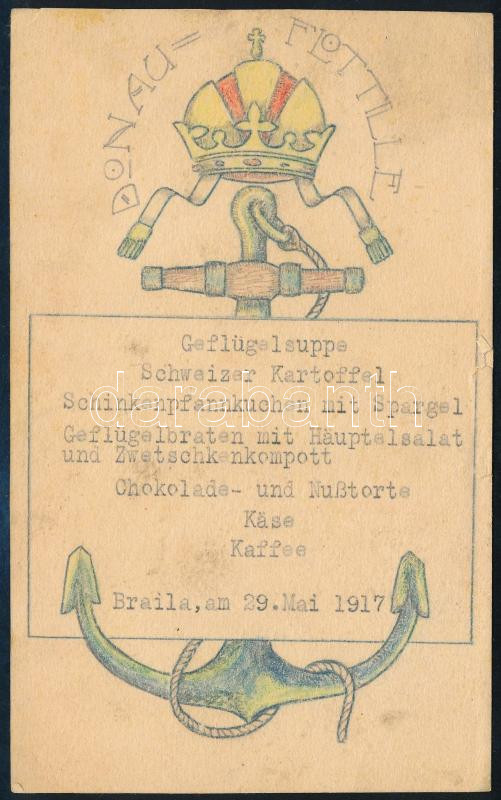 DONAU= FLOTTILLE
Geflügelsuppe
Schweizer Kartoffel
Schinkenpfannkuchen mit Spargel
Geflügelbraten mit Häuptelsalat
und Zwetschkenkompott
darabanth
Chokolade- und Nußtorte
Käse
Kaffee
Braila, am 29.Mai 1917